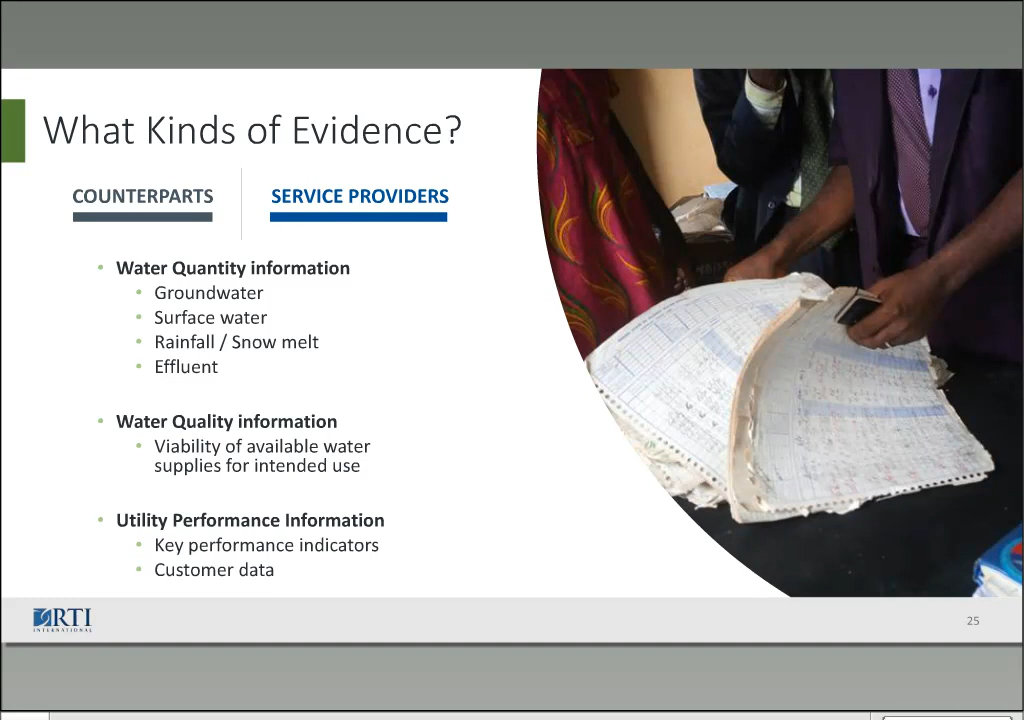 What Kinds of Evidence?
COUNTERPARTS
SERVICE PROVIDERS
• Water Quantity information
• Groundwater
• Surface water
• Rainfall / Snow melt
• Effluent
• Water Quality information
• Viability of available water
supplies for intended use
• Utility Performance Information
• Key performance indicators
• Customer data
RTI
INTERNATIONAL
25